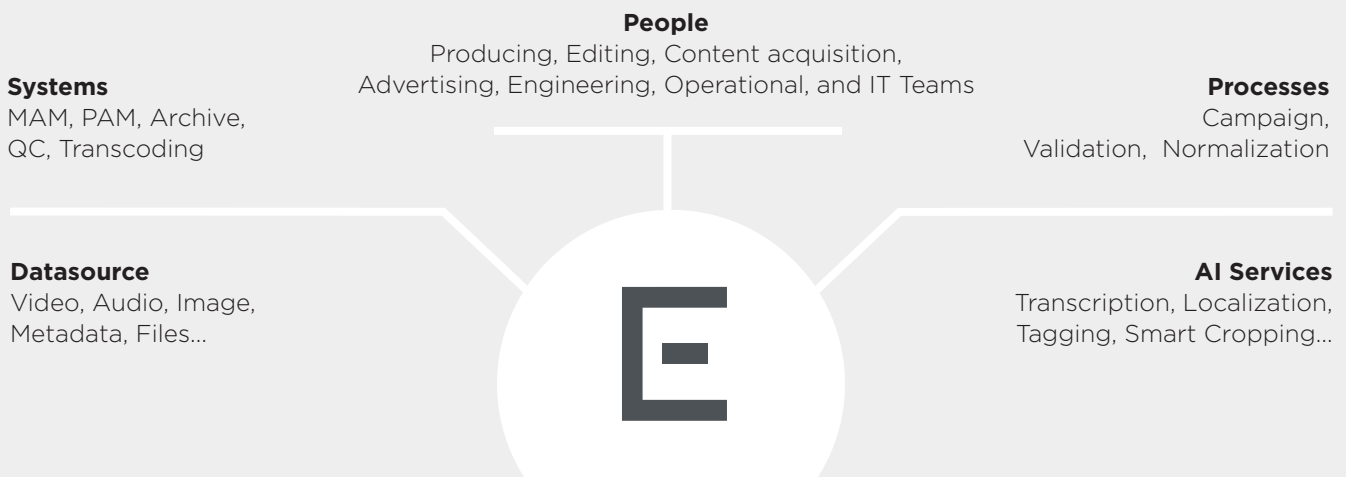 People
Producing, Editing, Content acquisition,
Advertising, Engineering, Operational, and IT Teams
Systems
MAM, PAM, Archive,
QC, Transcoding
Processes
Campaign,
Validation, Normalization
Datasource
Video, Audio, Image,
Metadata, Files...
AI Services
Transcription, Localization,
Tagging, Smart Cropping...
E